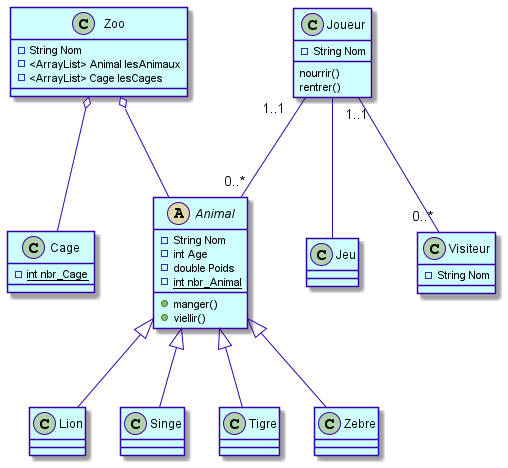 C Zoo
String Nom
<ArrayList> Animal lesAnimaux
<ArrayList> Cage lesCages
C Joueur
String Nom
nourrir()
rentrer()
1..1
1..1
0..*
0..*
C Cage
int nbr_Cage
A Animal
String Nom
int Age
double Poids
int nbr_Animal
manger()
viellir()
C Jeu
C Visiteur
String Nom
C Lion
C Singe
C Tigre
C Zebre